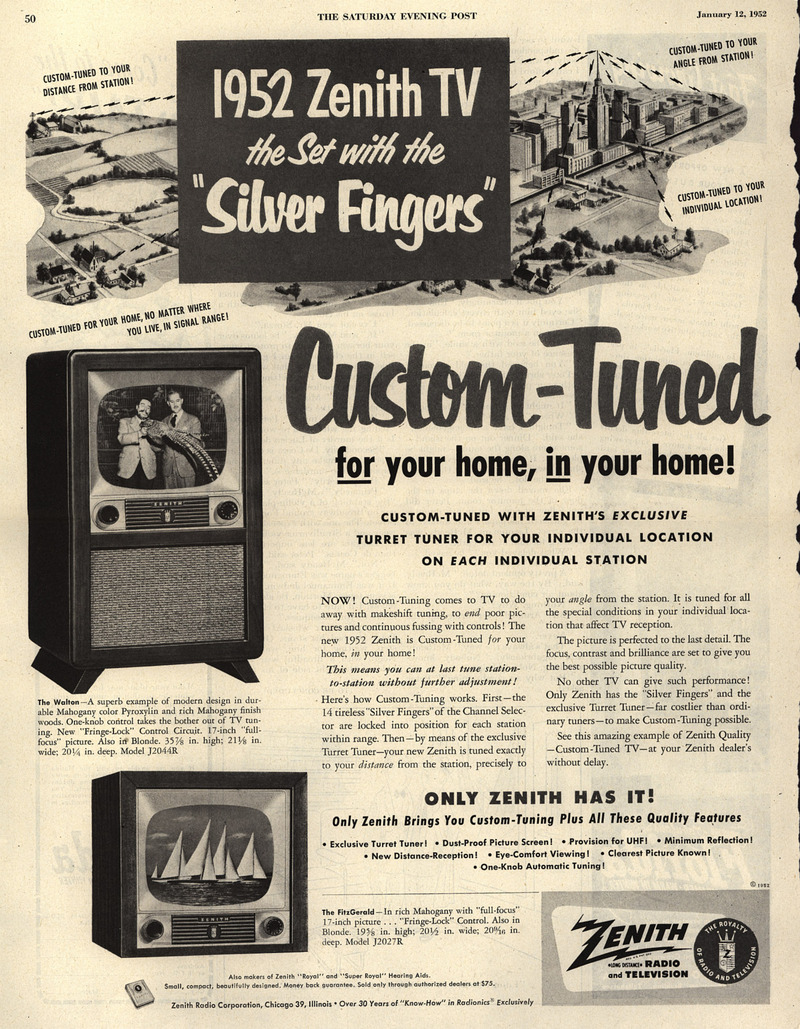 50
THE SATURDAY EVENING POST
January 12, 1952
CUSTOM-TUNED TO YOUR
DISTANCE FROM STATION!
1952 Zenith TV
the Set with the
"Silver Fingers"
CUSTOM-TUNED TO YOUR
ANGLE FROM STATION!
CUSTOM-TUNED TO YOUR
INDIVIDUAL LOCATION!
CUSTOM-TUNED FOR YOUR HOME, NO MATTER WHERE
YOU LIVE, IN SIGNAL RANGE!
Custom-Tuned
for your home, in your home!
CUSTOM-TUNED WITH ZENITH'S EXCLUSIVE
TURRET TUNER FOR YOUR INDIVIDUAL LOCATION
ON EACH INDIVIDUAL STATION
ZENITH
NOW! Custom-Tuning comes to TV to do
away with makeshift tuning, to end poor pic-
tures and continuous fussing with controls! The
new 1952 Zenith is Custom-Tuned for your
home, in your home!
This means you can at last tune station-
to-station without further adjustment!
Here's how Custom-Tuning works. First—the
14 tireless "Silver Fingers" of the Channel Selec-
tor are locked into position for each station
within range. Then—by means of the exclusive
Turret Tuner—your new Zenith is tuned exactly
to your distance from the station, precisely to
your angle from the station. It is tuned for all
the special conditions in your individual loca-
tion that affect TV reception.
The picture is perfected to the last detail. The
focus, contrast and brilliance are set to give you
the best possible picture quality.
No other TV can give such performance!
Only Zenith has the "Silver Fingers" and the
exclusive Turret Tuner—far costlier than ordi-
nary tuners—to make Custom-Tuning possible.
See this amazing example of Zenith Quality
—Custom-Tuned TV—at your Zenith dealer's
without delay.
The Walton—A superb example of modern design in dur-
able Mahogany color Pyroxylin and rich Mahogany finish
woods. One-knob control takes the bother out of TV tun-
ing. New "Fringe-Lock" Control Circuit. 17-inch "full-
focus" picture. Also in Blonde. 35⅞ in. high; 21⅛ in.
wide; 20¼ in. deep. Model J2044R
ONLY ZENITH HAS IT!
Only Zenith Brings You Custom-Tuning Plus All These Quality Features
• Exclusive Turret Tuner! • Dust-Proof Picture Screen! • Provision for UHF! • Minimum Reflection!
• New Distance-Reception! • Eye-Comfort Viewing! • Clearest Picture Known!
• One-Knob Automatic Tuning!
© 1952
ZENITH
The FitzGerald—In rich Mahogany with "full-focus"
17-inch picture . . . "Fringe-Lock" Control. Also in
Blonde. 19⅝ in. high; 20½ in. wide; 20⁹⁄₁₆ in.
deep. Model J2027R
ZENITH
•LONG DISTANCE• RADIO
and TELEVISION
THE ROYALTY
OF RADIO AND TELEVISION
Also makers of Zenith "Royal" and "Super Royal" Hearing Aids.
Small, compact, beautifully designed. Money back guarantee. Sold only through authorized dealers at $75.
Zenith Radio Corporation, Chicago 39, Illinois • Over 30 Years of "Know-How" in Radionics® Exclusively